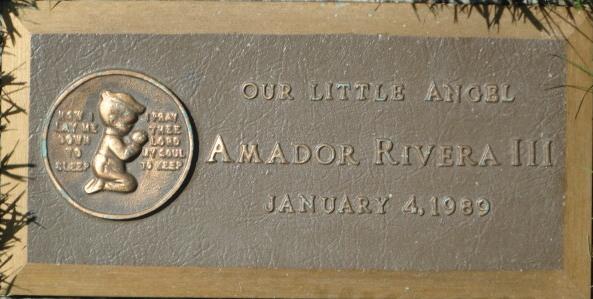 NOW I
LAY ME
DOWN
TO
SLEEP
I PRAY
THEE
LORD
MY SOUL
TO KEEP
OUR LITTLE ANGEL
AMADOR RIVERA III
JANUARY 4, 1989